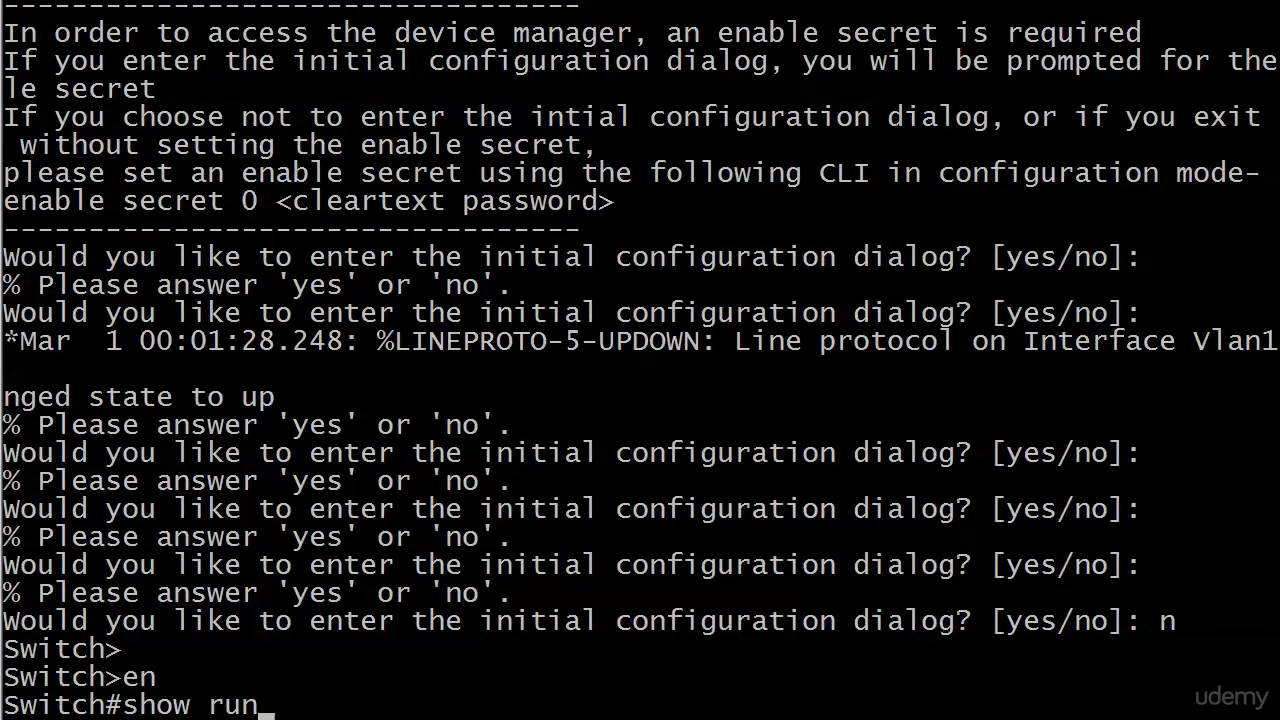 ----------------------------------
In order to access the device manager, an enable secret is required
If you enter the initial configuration dialog, you will be prompted for the
le secret
If you choose not to enter the intial configuration dialog, or if you exit
 without setting the enable secret,
please set an enable secret using the following CLI in configuration mode-
enable secret 0 <cleartext password>
----------------------------------
Would you like to enter the initial configuration dialog? [yes/no]:
% Please answer 'yes' or 'no'.
Would you like to enter the initial configuration dialog? [yes/no]:
*Mar  1 00:01:28.248: %LINEPROTO-5-UPDOWN: Line protocol on Interface Vlan1
nged state to up
% Please answer 'yes' or 'no'.
Would you like to enter the initial configuration dialog? [yes/no]:
% Please answer 'yes' or 'no'.
Would you like to enter the initial configuration dialog? [yes/no]:
% Please answer 'yes' or 'no'.
Would you like to enter the initial configuration dialog? [yes/no]:
% Please answer 'yes' or 'no'.
Would you like to enter the initial configuration dialog? [yes/no]: n
Switch>
Switch>en
Switch#show run_
udemy